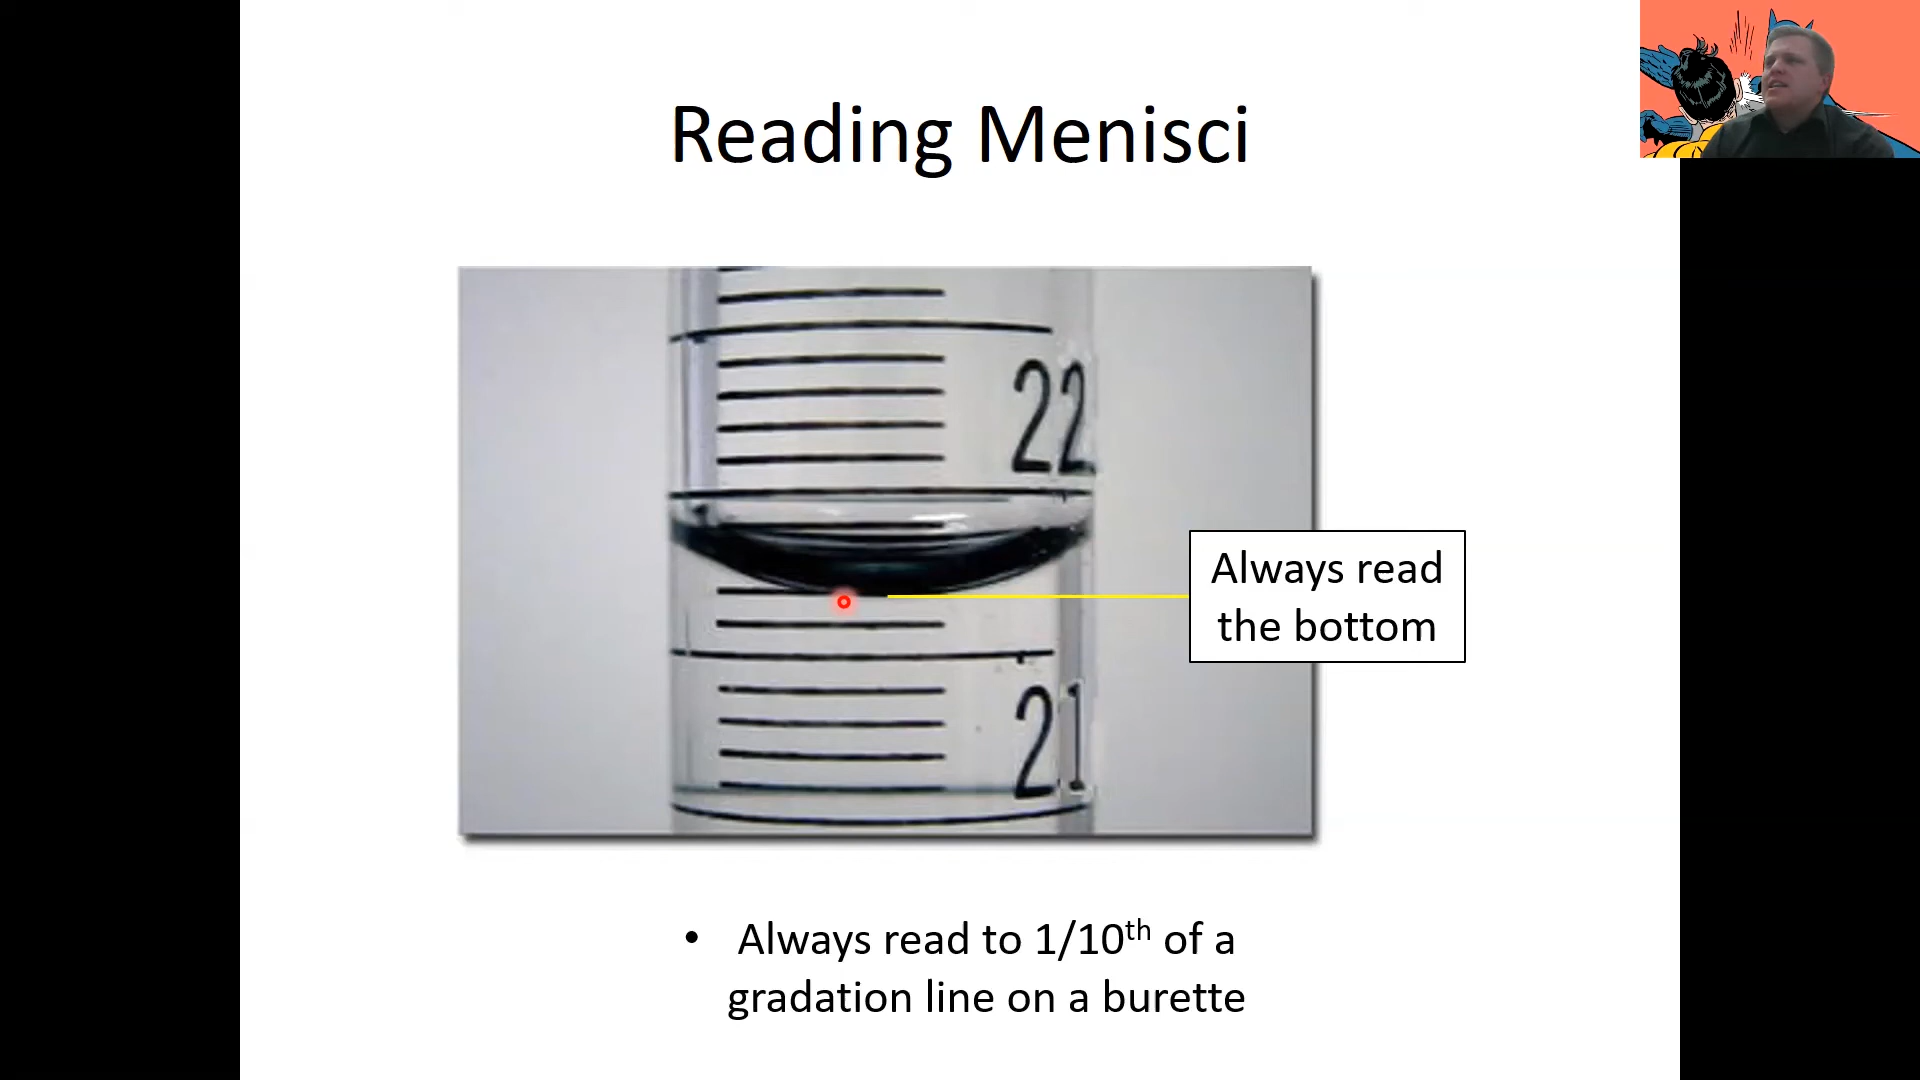 Reading Menisci
22
Always read
the bottom
21
• Always read to 1/10th of a
gradation line on a burette